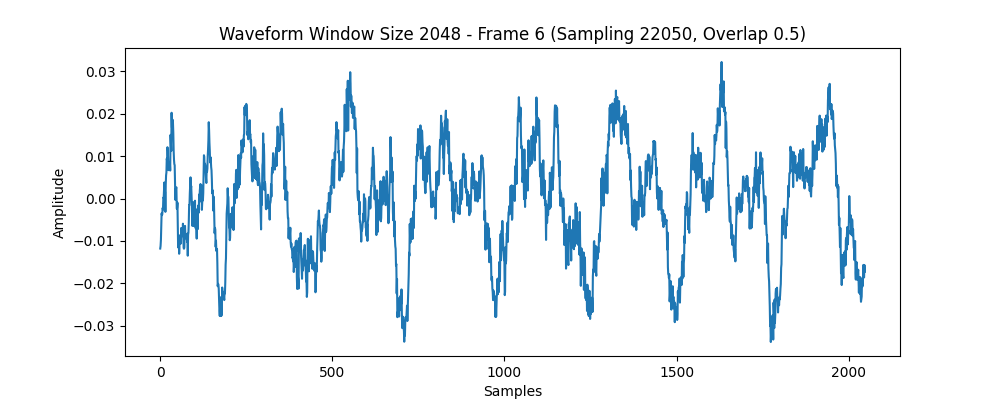 Waveform Window Size 2048 - Frame 6 (Sampling 22050, Overlap 0.5)
0.03
0.02
0.01
0.00
−0.01
−0.02
−0.03
Amplitude
0 500 1000 1500 2000
Samples